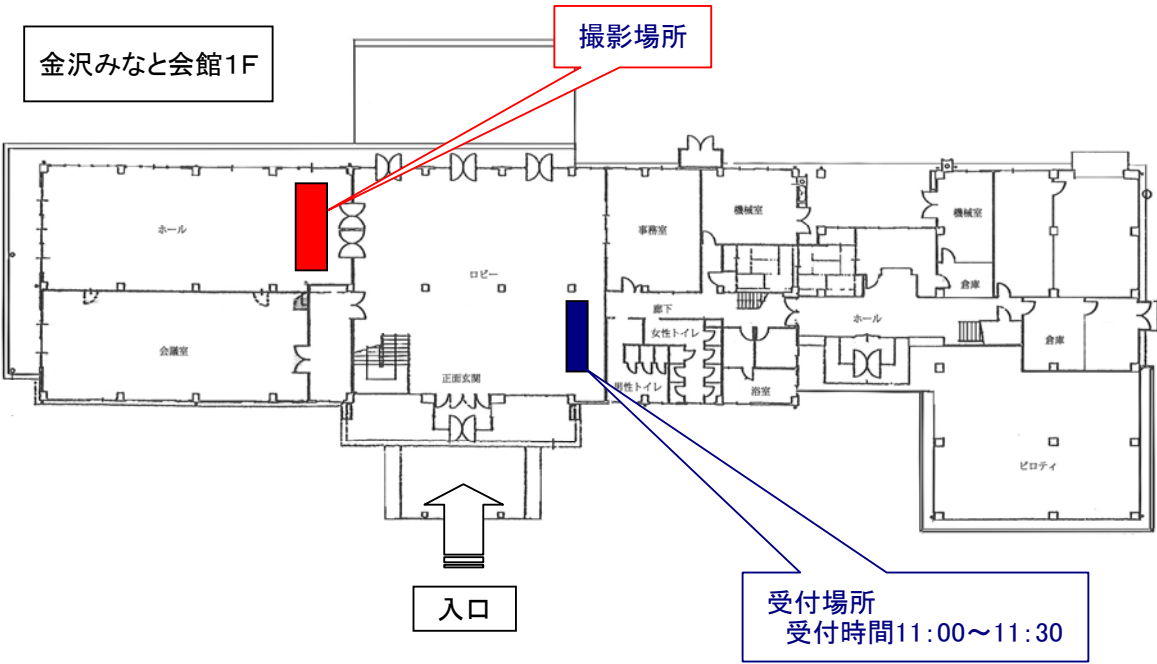 金沢みなと会館1F
撮影場所
ホール
ロビー
事務室
機械室
機械室
倉庫
廊下
ホール
女性トイレ
倉庫
会議室
正面玄関
男性トイレ
浴室
ピロティ
入口
受付場所
受付時間11:00～11:30